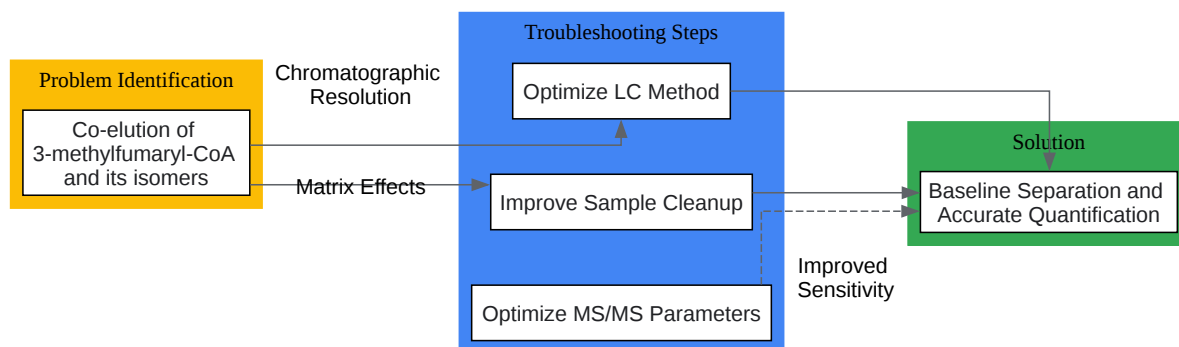 Problem Identification
Co-elution of
3-methylfumaryl-CoA
and its isomers
Chromatographic
Resolution
Matrix Effects
Troubleshooting Steps
Optimize LC Method
Improve Sample Cleanup
Optimize MS/MS Parameters
Improved
Sensitivity
Solution
Baseline Separation and
Accurate Quantification